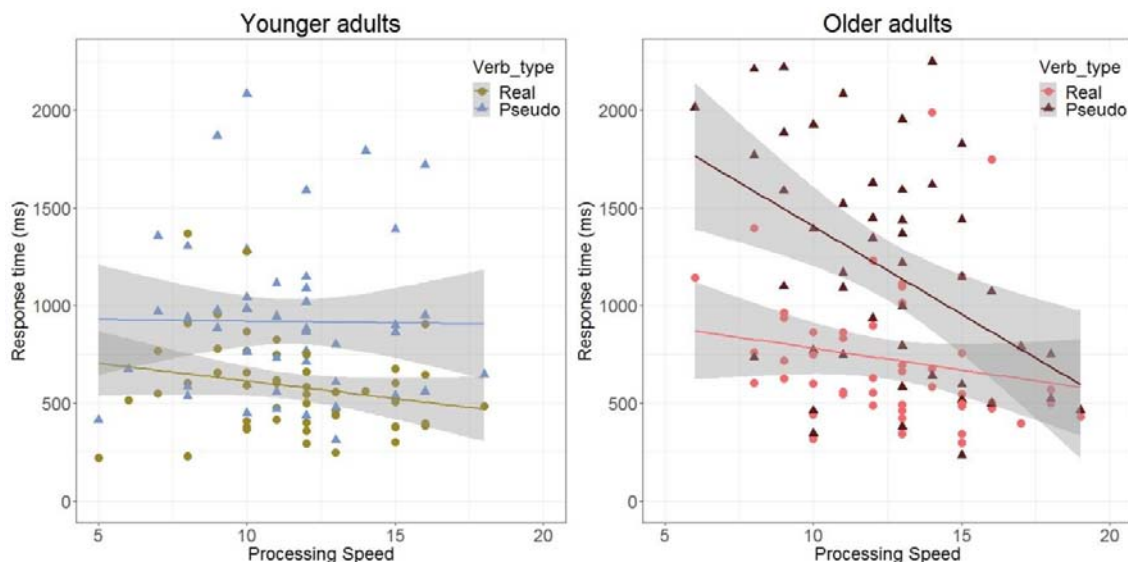 Younger adults
Verb_type
Real
Pseudo
Response time (ms)
2000
1500
1000
500
0
5
10
15
20
Processing Speed
Older adults
Verb_type
Real
Pseudo
Response time (ms)
2000
1500
1000
500
0
5
10
15
20
Processing Speed